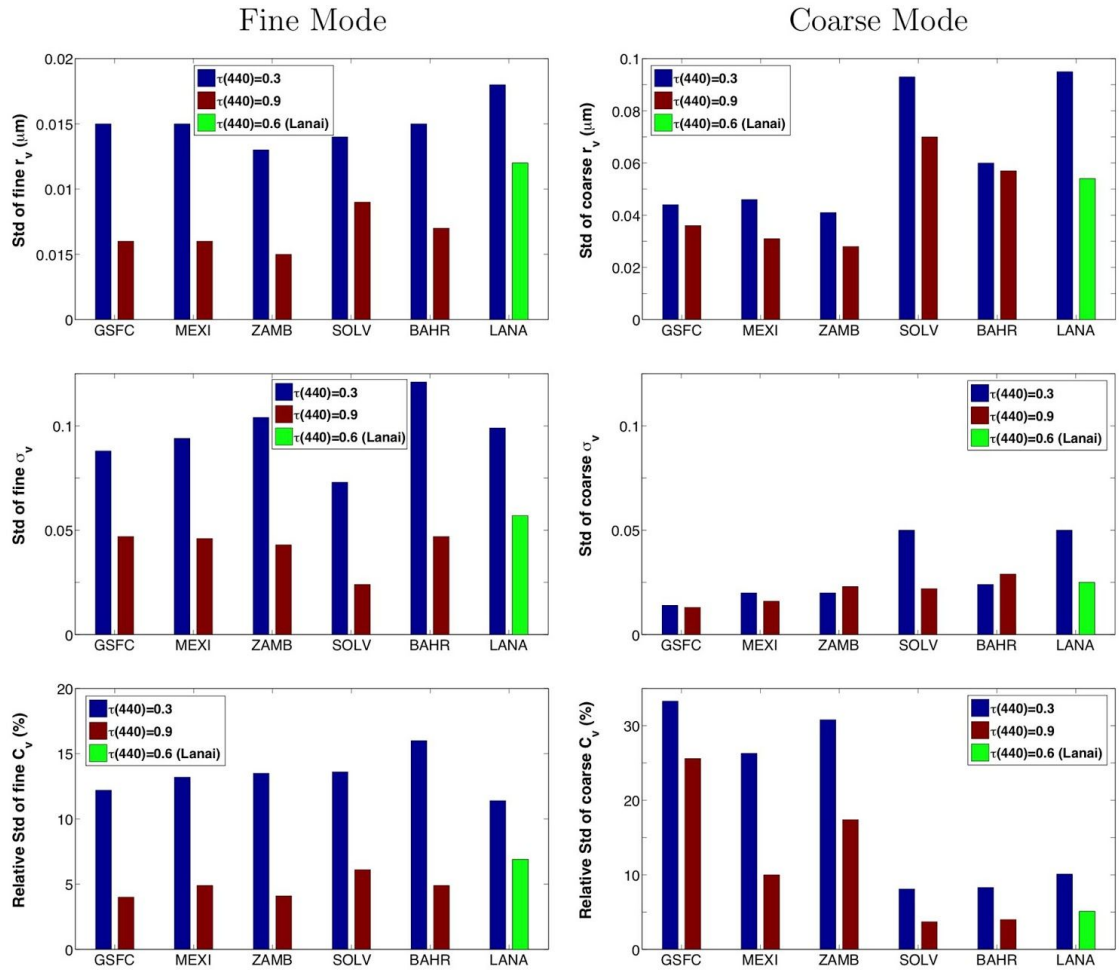 Fine Mode
Coarse Mode
Std of fine r_v (μm)
0.02
0.015
0.01
0.015
0
τ(440)=0.3
τ(440)=0.9
τ(440)=0.6 (Lanai)
GSFC MEXI ZAMB SOLV BAHR LANA
Std of coarse r_v (μm)
0.1
0.08
0.06
0.04
0.02
0
τ(440)=0.3
τ(440)=0.9
τ(440)=0.6 (Lanai)
GSFC MEXI ZAMB SOLV BAHR LANA
Std of fine σ_v
0.1
0.05
0
τ(440)=0.3
τ(440)=0.9
τ(440)=0.6 (Lanai)
GSFC MEXI ZAMB SOLV BAHR LANA
Std of coarse σ_v
0.1
0.05
0
τ(440)=0.3
τ(440)=0.9
τ(440)=0.6 (Lanai)
GSFC MEXI ZAMB SOLV BAHR LANA
Relative Std of fine C_v (%)
20
15
10
5
0
τ(440)=0.3
τ(440)=0.9
τ(440)=0.6 (Lanai)
GSFC MEXI ZAMB SOLV BAHR LANA
Relative Std of coarse C_v (%)
30
20
10
0
τ(440)=0.3
τ(440)=0.9
τ(440)=0.6 (Lanai)
GSFC MEXI ZAMB SOLV BAHR LANA